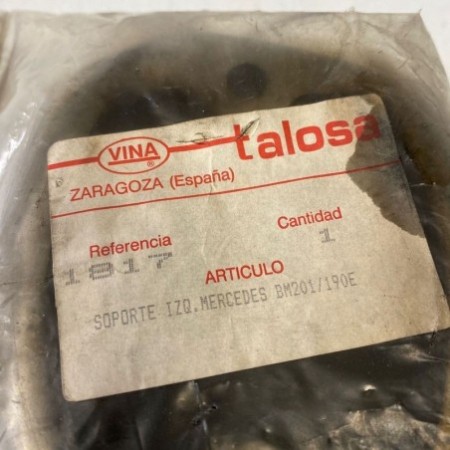 VINA ® talosa
ZARAGOZA (España)
Referencia Cantidad
1817 1
ARTICULO
SOPORTE IZQ.MERCEDES BM201/190E